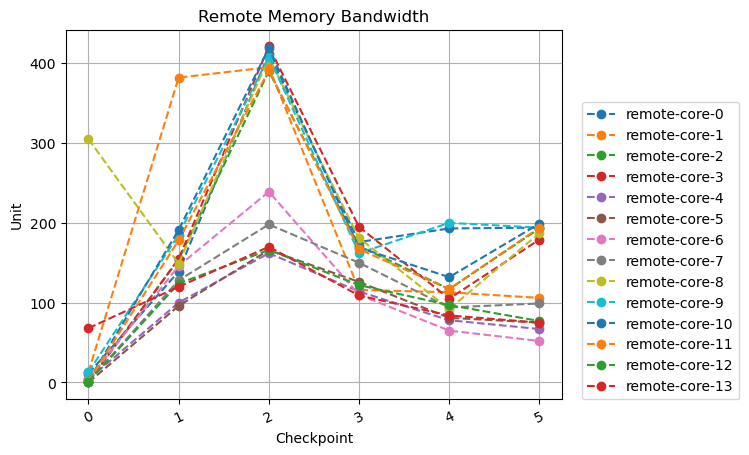 Remote Memory Bandwidth
Unit
400
300
200
100
0
0 1 2 3 4 5
Checkpoint
remote-core-0
remote-core-1
remote-core-2
remote-core-3
remote-core-4
remote-core-5
remote-core-6
remote-core-7
remote-core-8
remote-core-9
remote-core-10
remote-core-11
remote-core-12
remote-core-13